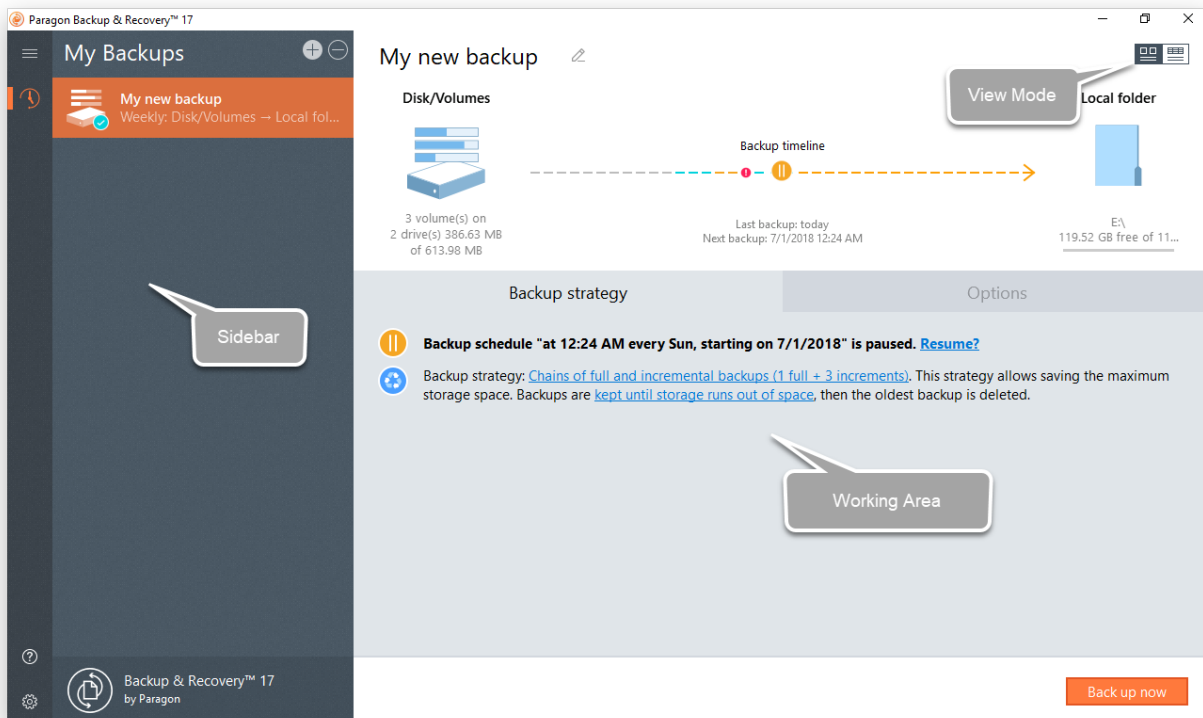 Paragon Backup & Recovery™ 17
My Backups
My new backup
Weekly: Disk/Volumes → Local fol...
Backup & Recovery™ 17
by Paragon
My new backup
View Mode
Disk/Volumes
Local folder
Backup timeline
3 volume(s) on
2 drive(s) 386.63 MB
of 613.98 MB
Last backup: today
Next backup: 7/1/2018 12:24 AM
E:\
119.52 GB free of 11...
Backup strategy
Options
Sidebar
Backup schedule "at 12:24 AM every Sun, starting on 7/1/2018" is paused. Resume?
Backup strategy: Chains of full and incremental backups (1 full + 3 increments). This strategy allows saving the maximum
storage space. Backups are kept until storage runs out of space, then the oldest backup is deleted.
Working Area
Back up now